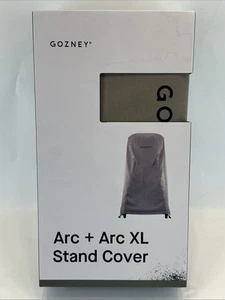 GOZNEY®
GO
Arc + Arc XL
Stand Cover